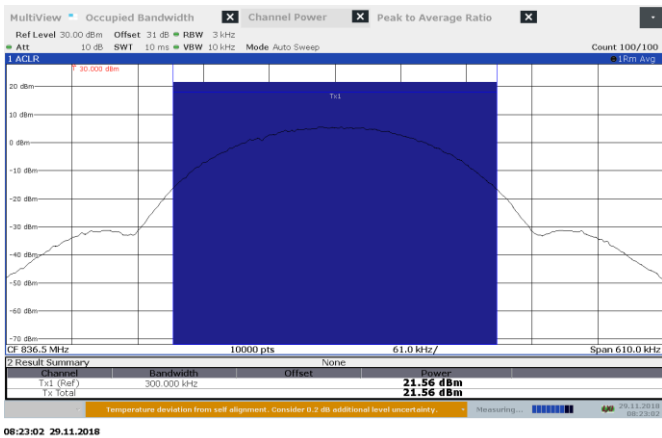 MultiView Occupied Bandwidth X Channel Power X Peak to Average Ratio X
Ref Level 30.00 dBm Offset 31 dB RBW 3 kHz
Att 10 dB SWT 10 ms VBW 10 kHz Mode Auto Sweep Count 100/100
1 ACLR 1Rm Avg
30.000 dBm
20 dBm
Tx1
10 dBm
0 dBm
-10 dBm
-20 dBm
-30 dBm
-40 dBm
-50 dBm
-60 dBm
-70 dBm
CF 836.5 MHz 10000 pts 61.0 kHz/ Span 610.0 kHz
2 Result Summary None
Channel Bandwidth Offset Power
Tx1 (Ref) 300.000 kHz 21.56 dBm
Tx Total 21.56 dBm
Temperature deviation from self alignment. Consider 0.2 dB additional level uncertainty. Measuring... 29.11.2018
08:23:02
08:23:02 29.11.2018